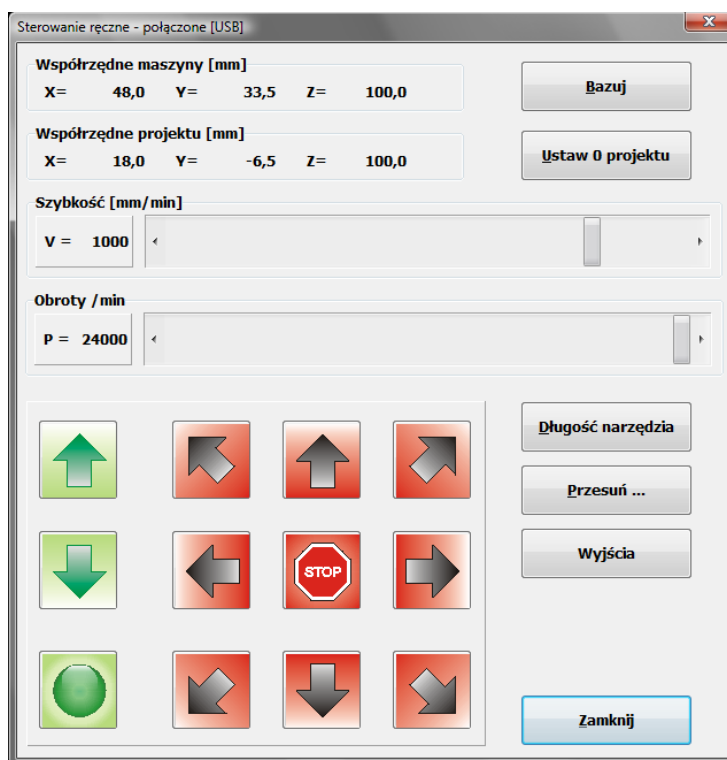 Sterowanie ręczne - połączone [USB]
Współrzędne maszyny [mm]
X= 48,0 Y= 33,5 Z= 100,0
Bazuj
Współrzędne projektu [mm]
X= 18,0 Y= -6,5 Z= 100,0
Ustaw 0 projektu
Szybkość [mm/min]
V = 1000
Obroty /min
P = 24000
Długość narzędzia
Przesuń ...
STOP
Wyjścia
Zamknij